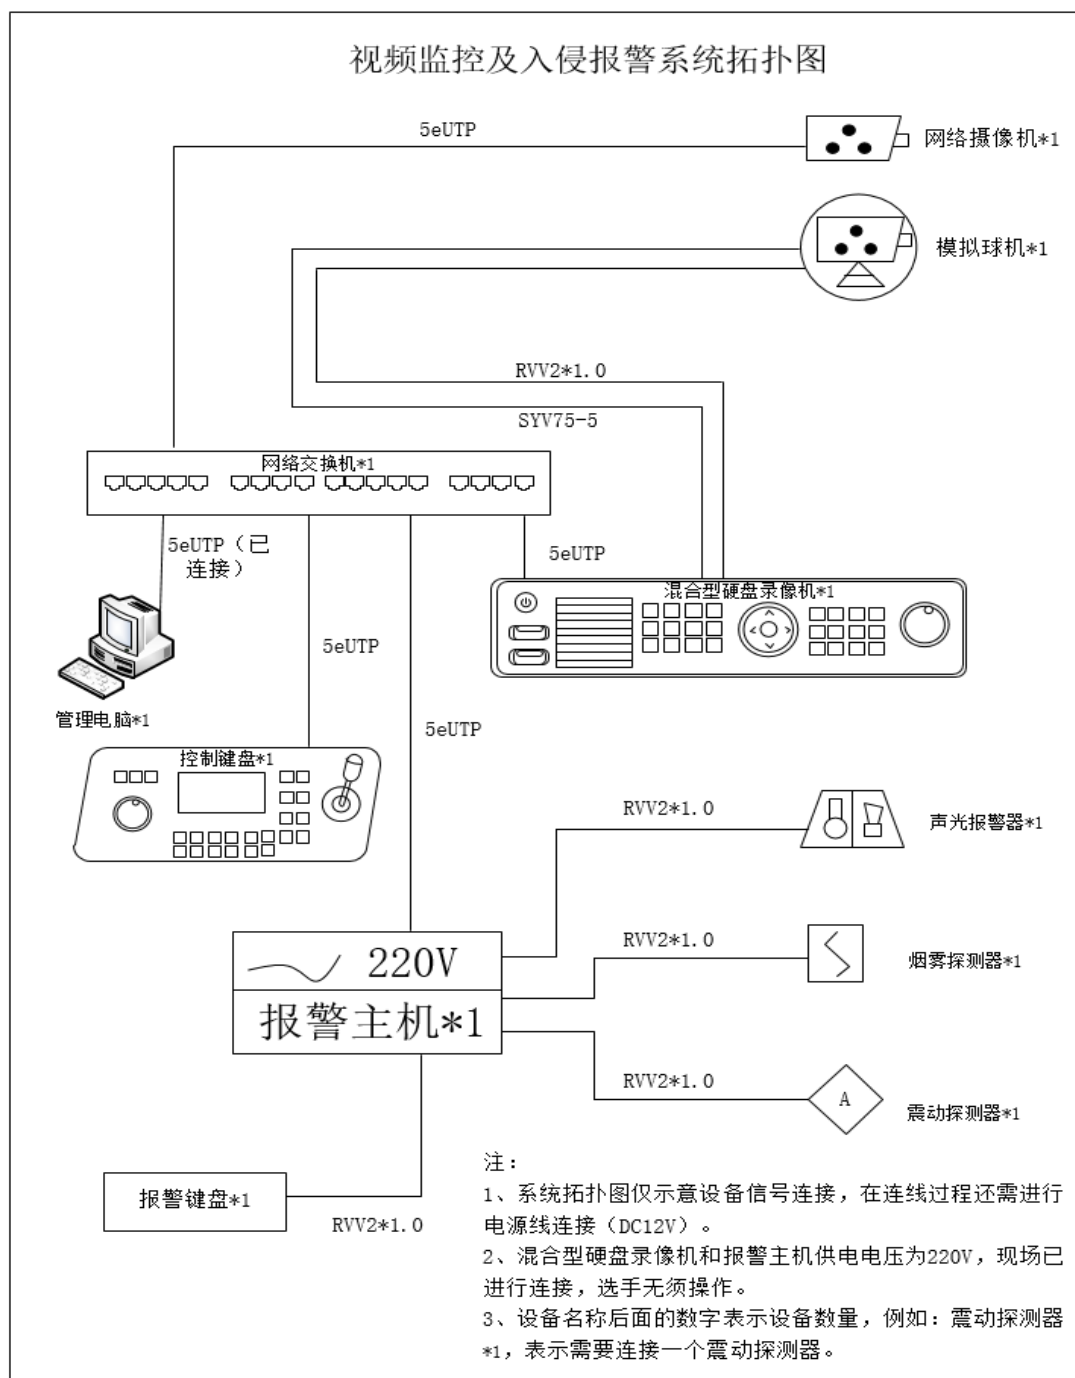 视频监控及入侵报警系统拓扑图
5eUTP
网络摄像机*1
模拟球机*1
RVV2*1.0
SYV75-5
网络交换机*1
5eUTP（已
连接）
5eUTP
混合型硬盘录像机*1
5eUTP
管理电脑*1
5eUTP
控制键盘*1
RVV2*1.0
声光报警器*1
220V
RVV2*1.0
烟雾探测器*1
报警主机*1
RVV2*1.0
A
震动探测器*1
报警键盘*1
RVV2*1.0
注：
1、系统拓扑图仅示意设备信号连接，在连线过程还需进行
电源线连接（DC12V）。
2、混合型硬盘录像机和报警主机供电电压为220V，现场已
进行连接，选手无须操作。
3、设备名称后面的数字表示设备数量，例如：震动探测器
*1，表示需要连接一个震动探测器。